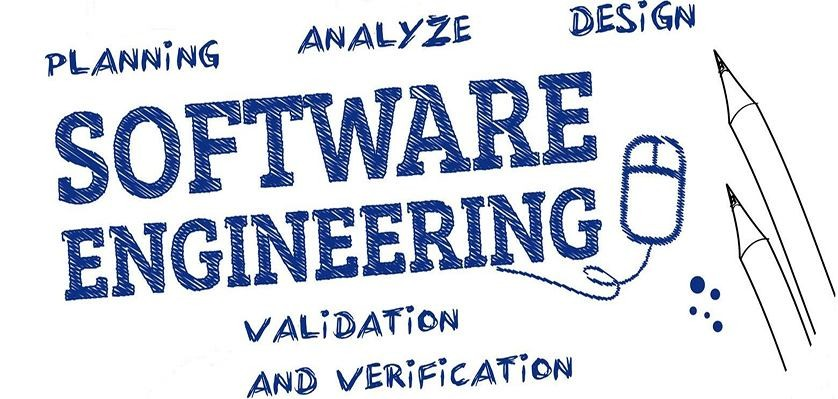 PLANNING
ANALYZE
DESIGN
SOFTWARE
ENGINEERING
VALIDATION
AND VERIFICATION